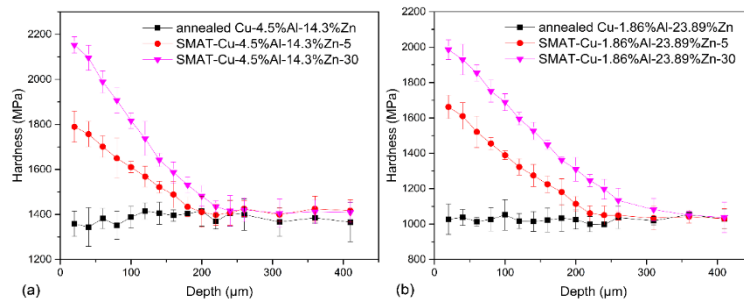 annealed Cu-4.5%Al-14.3%Zn
SMAT-Cu-4.5%Al-14.3%Zn-5
SMAT-Cu-4.5%Al-14.3%Zn-30
2200
2000
1800
1600
1400
1200
Hardness (MPa)
0
100
200
300
400
Depth (μm)
(a)
annealed Cu-1.86%Al-23.89%Zn
SMAT-Cu-1.86%Al-23.89%Zn-5
SMAT-Cu-1.86%Al-23.89%Zn-30
2200
2000
1800
1600
1400
1200
1000
800
Hardness (MPa)
0
100
200
300
400
Depth (μm)
(b)